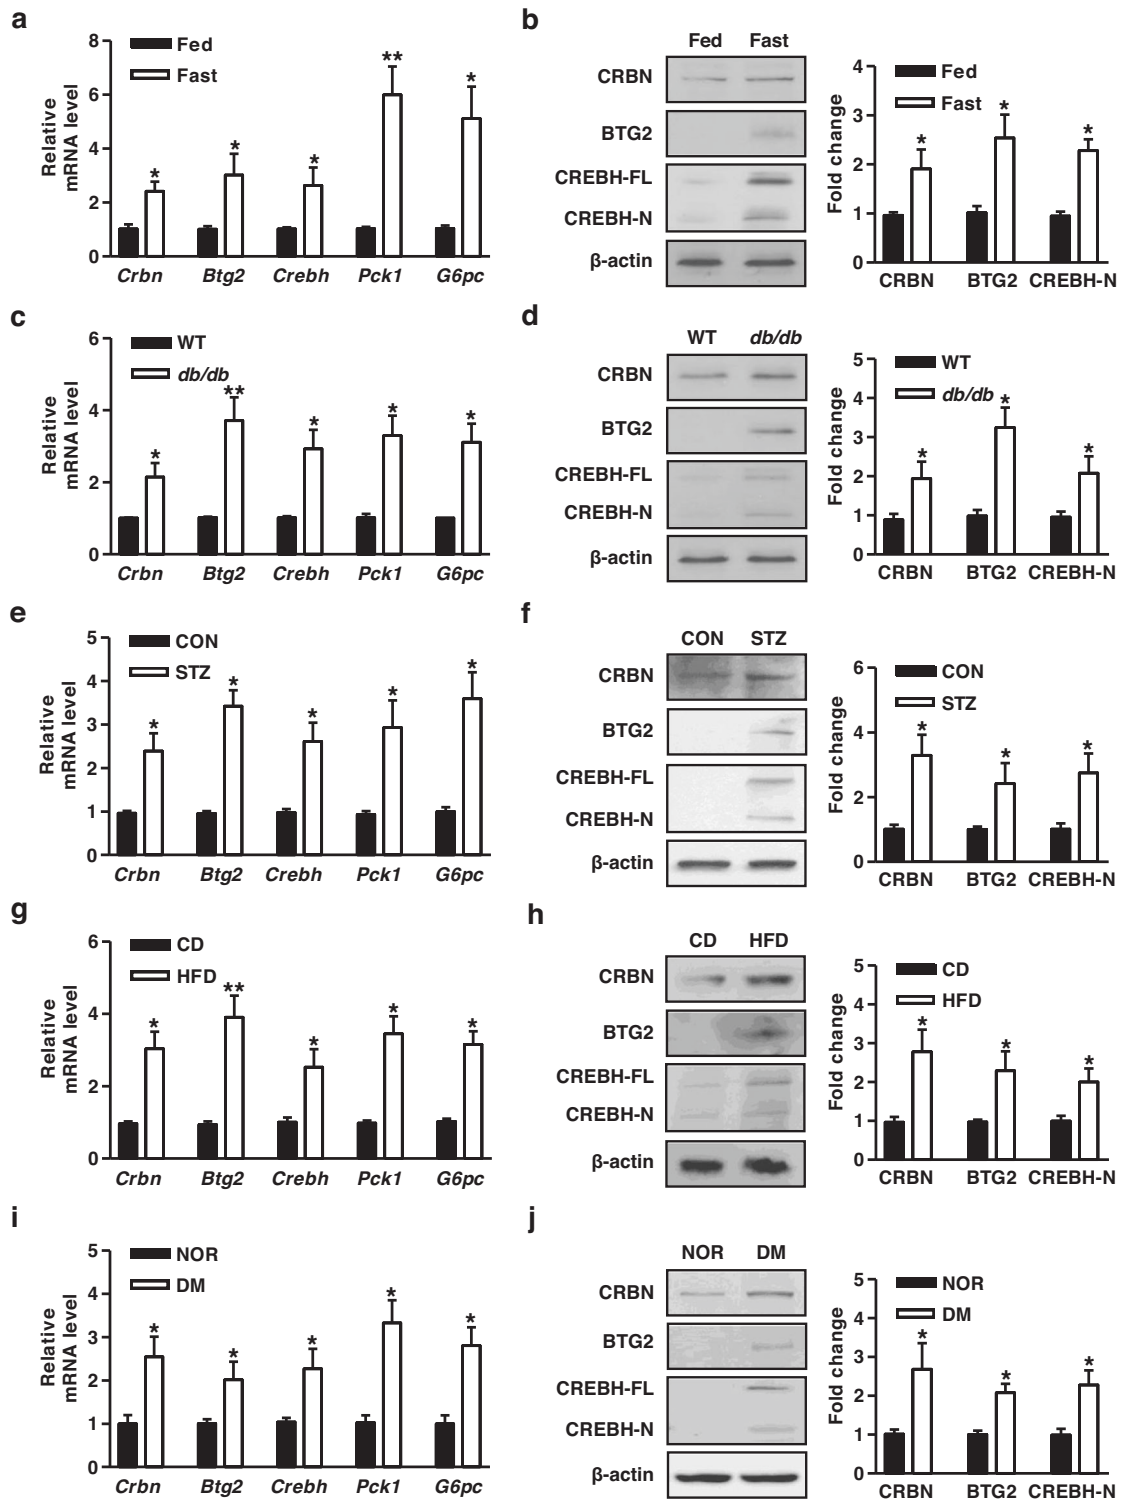 a
8
6
4
2
0
Relative
mRNA level
Fed
Fast
* * * ** *
Crbn Btg2 Crebh Pck1 G6pc
b
Fed Fast
CRBN
BTG2
CREBH-FL
CREBH-N
β-actin
4
3
2
1
0
Fold change
Fed
Fast
* * *
CRBN BTG2 CREBH-N
c
6
4
2
0
Relative
mRNA level
WT
db/db
* ** * * *
Crbn Btg2 Crebh Pck1 G6pc
d
WT db/db
CRBN
BTG2
CREBH-FL
CREBH-N
β-actin
5
4
3
2
1
0
Fold change
WT
db/db
* * *
CRBN BTG2 CREBH-N
e
5
4
3
2
1
0
Relative
mRNA level
CON
STZ
* * * * *
Crbn Btg2 Crebh Pck1 G6pc
f
CON STZ
CRBN
BTG2
CREBH-FL
CREBH-N
β-actin
6
4
2
0
Fold change
CON
STZ
* * *
CRBN BTG2 CREBH-N
g
6
4
2
0
Relative
mRNA level
CD
HFD
* ** * * *
Crbn Btg2 Crebh Pck1 G6pc
h
CD HFD
CRBN
BTG2
CREBH-FL
CREBH-N
β-actin
5
4
3
2
1
0
Fold change
CD
HFD
* * *
CRBN BTG2 CREBH-N
i
5
4
3
2
1
0
Relative
mRNA level
NOR
DM
* * * * *
Crbn Btg2 Crebh Pck1 G6pc
j
NOR DM
CRBN
BTG2
CREBH-FL
CREBH-N
β-actin
5
4
3
2
1
0
Fold change
NOR
DM
* * *
CRBN BTG2 CREBH-N